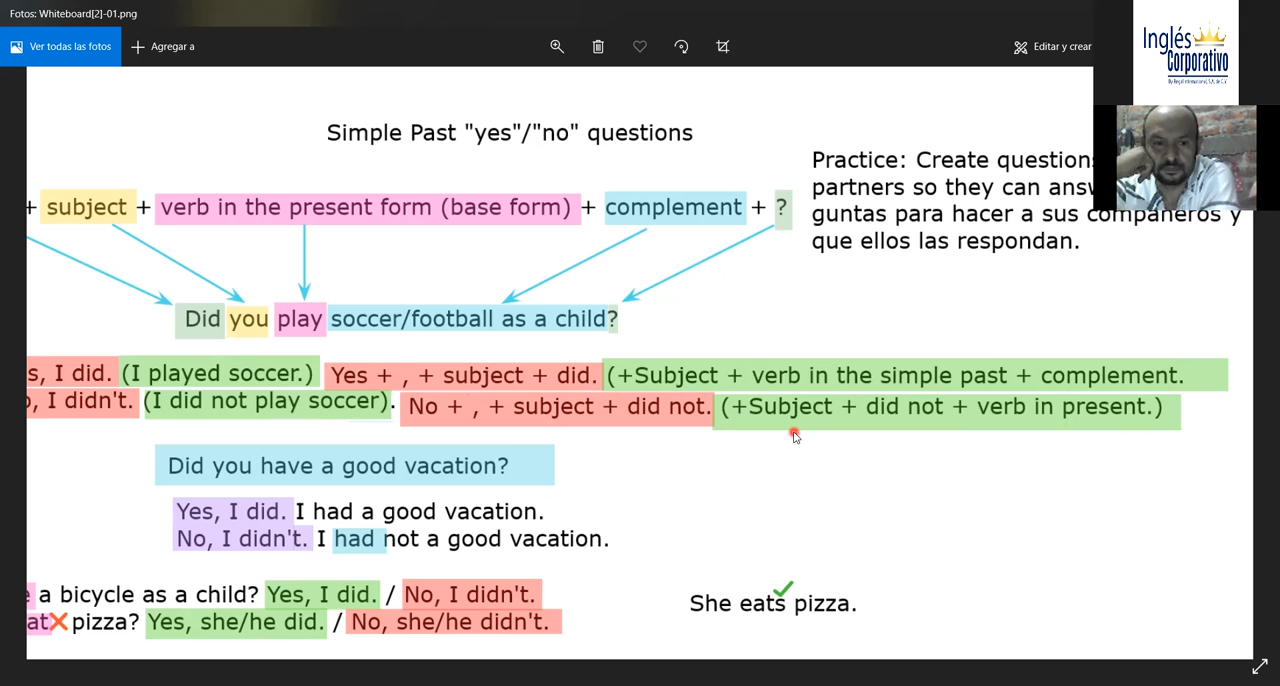 Fotos: Whiteboard[2]-01.png
Ver todas las fotos
Agregar a
Editar y crear
Inglés
Corporativo
Simple Past "yes"/"no" questions
+ subject + verb in the present form (base form) + complement + ?
Practice: Create questions
partners so they can
guntas para hacer a sus compañeros y
que ellos las respondan.
Did you play soccer/football as a child?
s, I did. (I played soccer.) Yes + , + subject + did. (+Subject + verb in the simple past + complement.
o, I didn't. (I did not play soccer). No + , + subject + did not. (+Subject + did not + verb in present.)
Did you have a good vacation?
Yes, I did. I had a good vacation.
No, I didn't. I had not a good vacation.
e a bicycle as a child? Yes, I did. / No, I didn't.
at pizza? Yes, she/he did. / No, she/he didn't.
She eats pizza.